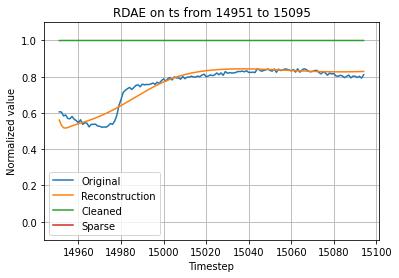 RDAE on ts from 14951 to 15095
Normalized value
1.0
0.8
0.6
0.4
0.2
0.0
Original
Reconstruction
Cleaned
Sparse
14960 14980 15000 15020 15040 15060 15080 15100
Timestep